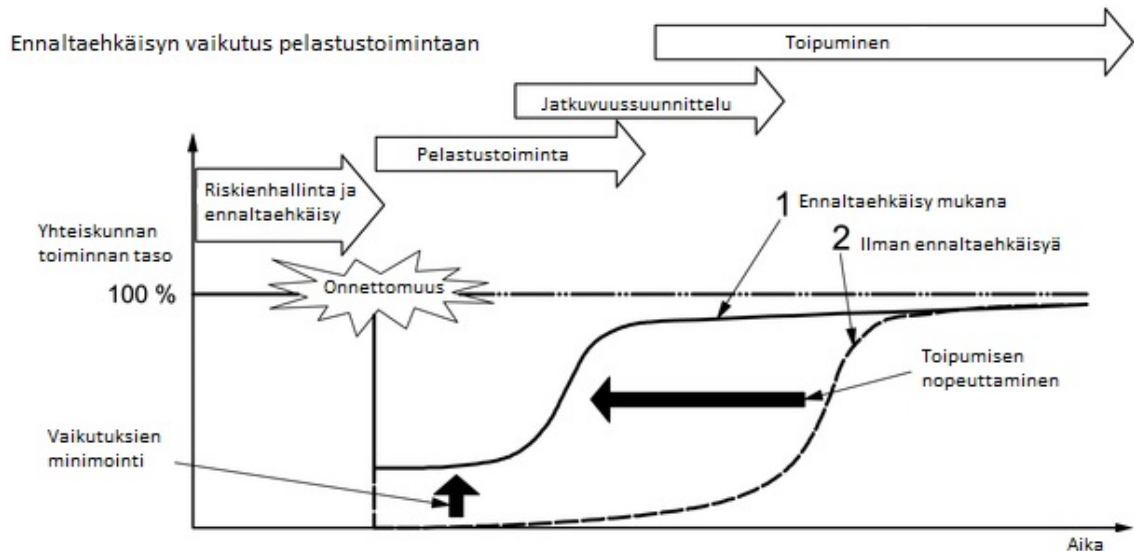 Ennaltaehkäisyn vaikutus pelastustoimintaan
Toipuminen
Jatkuvuussuunnittelu
Pelastustoiminta
Riskienhallinta ja
ennaltaehkäisy
Yhteiskunnan
toiminnan taso
1 Ennaltaehkäisy mukana
2 Ilman ennaltaehkäisyä
Onnettomuus
100 %
Toipumisen
nopeuttaminen
Vaikutuksien
minimointi
Aika